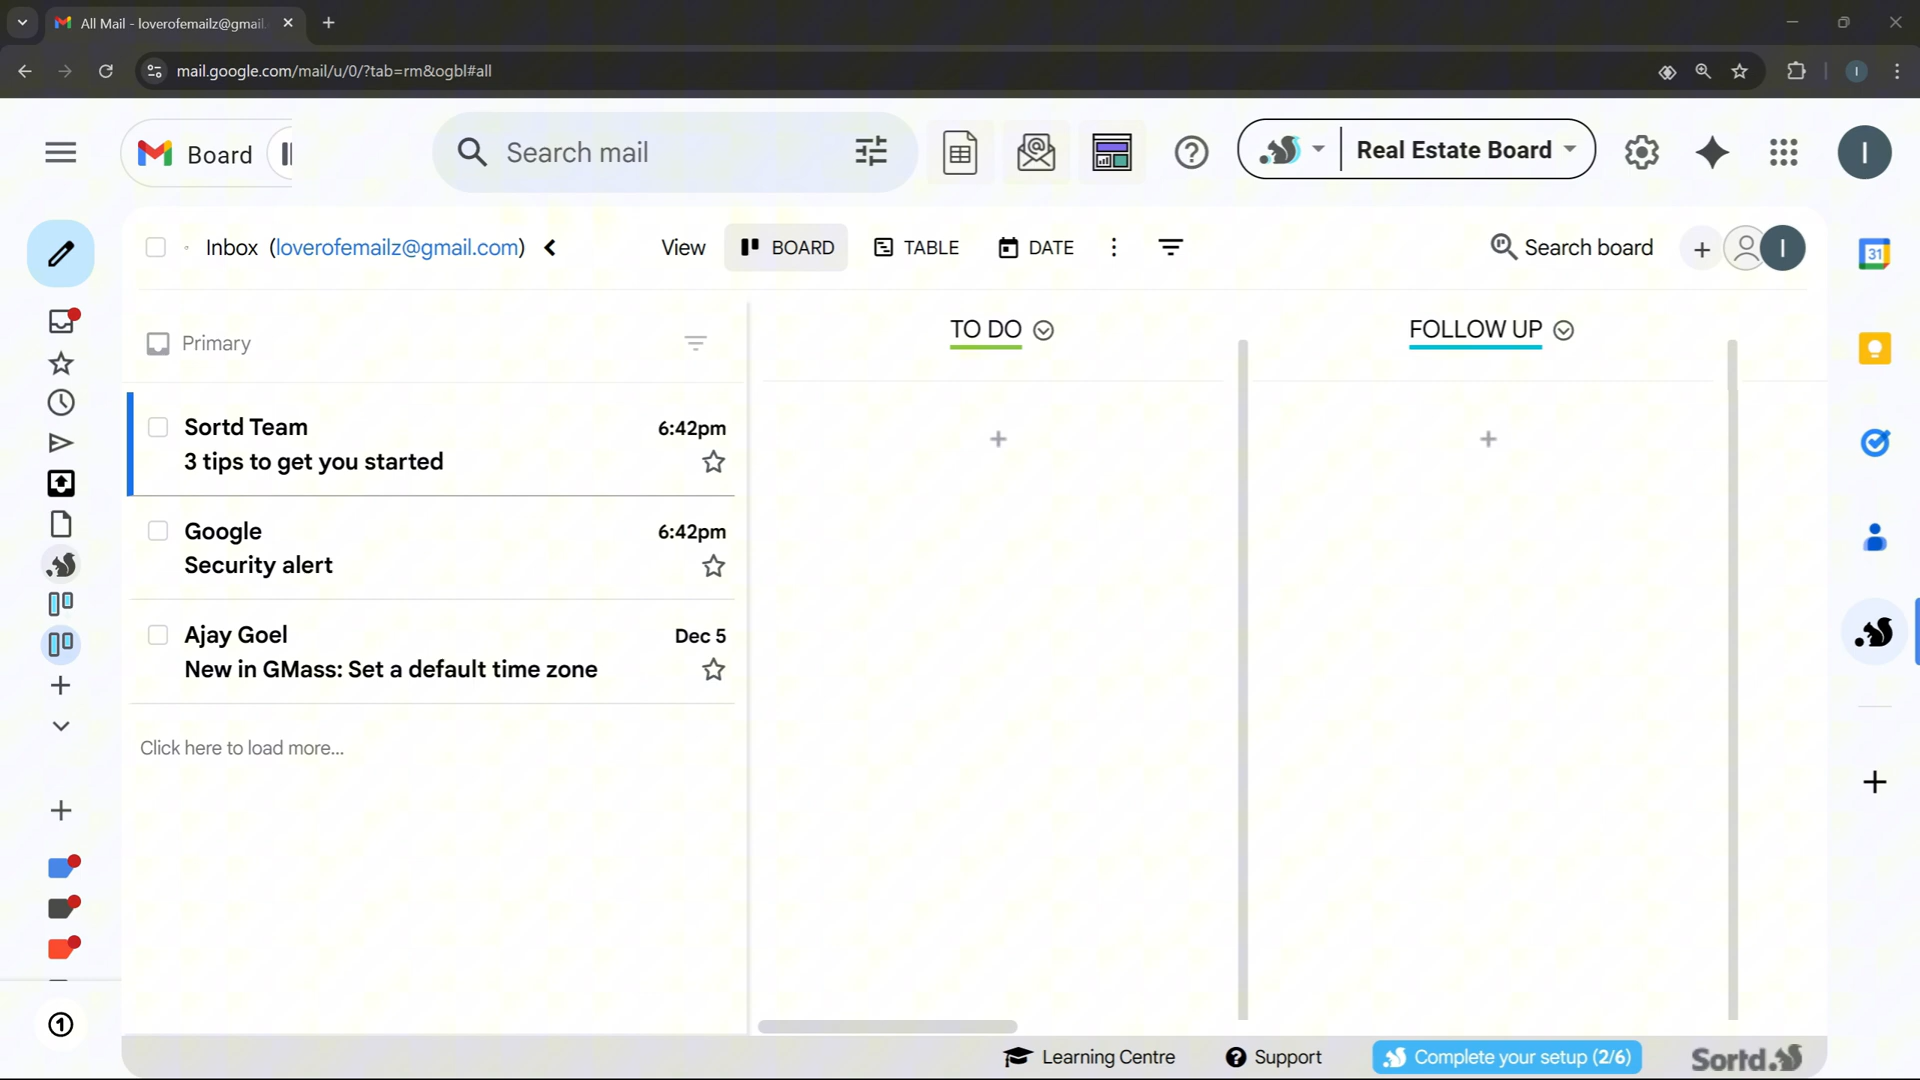 All Mail - loverofemailz@gmail.
mail.google.com/mail/u/0/?tab=rm&ogbl#all
I
Board
Search mail
Real Estate Board
I
Inbox (loverofemailz@gmail.com)
View
BOARD
TABLE
DATE
Search board
I
31
Primary
TO DO
FOLLOW UP
Sortd Team
6:42pm
3 tips to get you started
Google
6:42pm
Security alert
Ajay Goel
Dec 5
New in GMass: Set a default time zone
Click here to load more...
1
Learning Centre
Support
Complete your setup (2/6)
Sortd